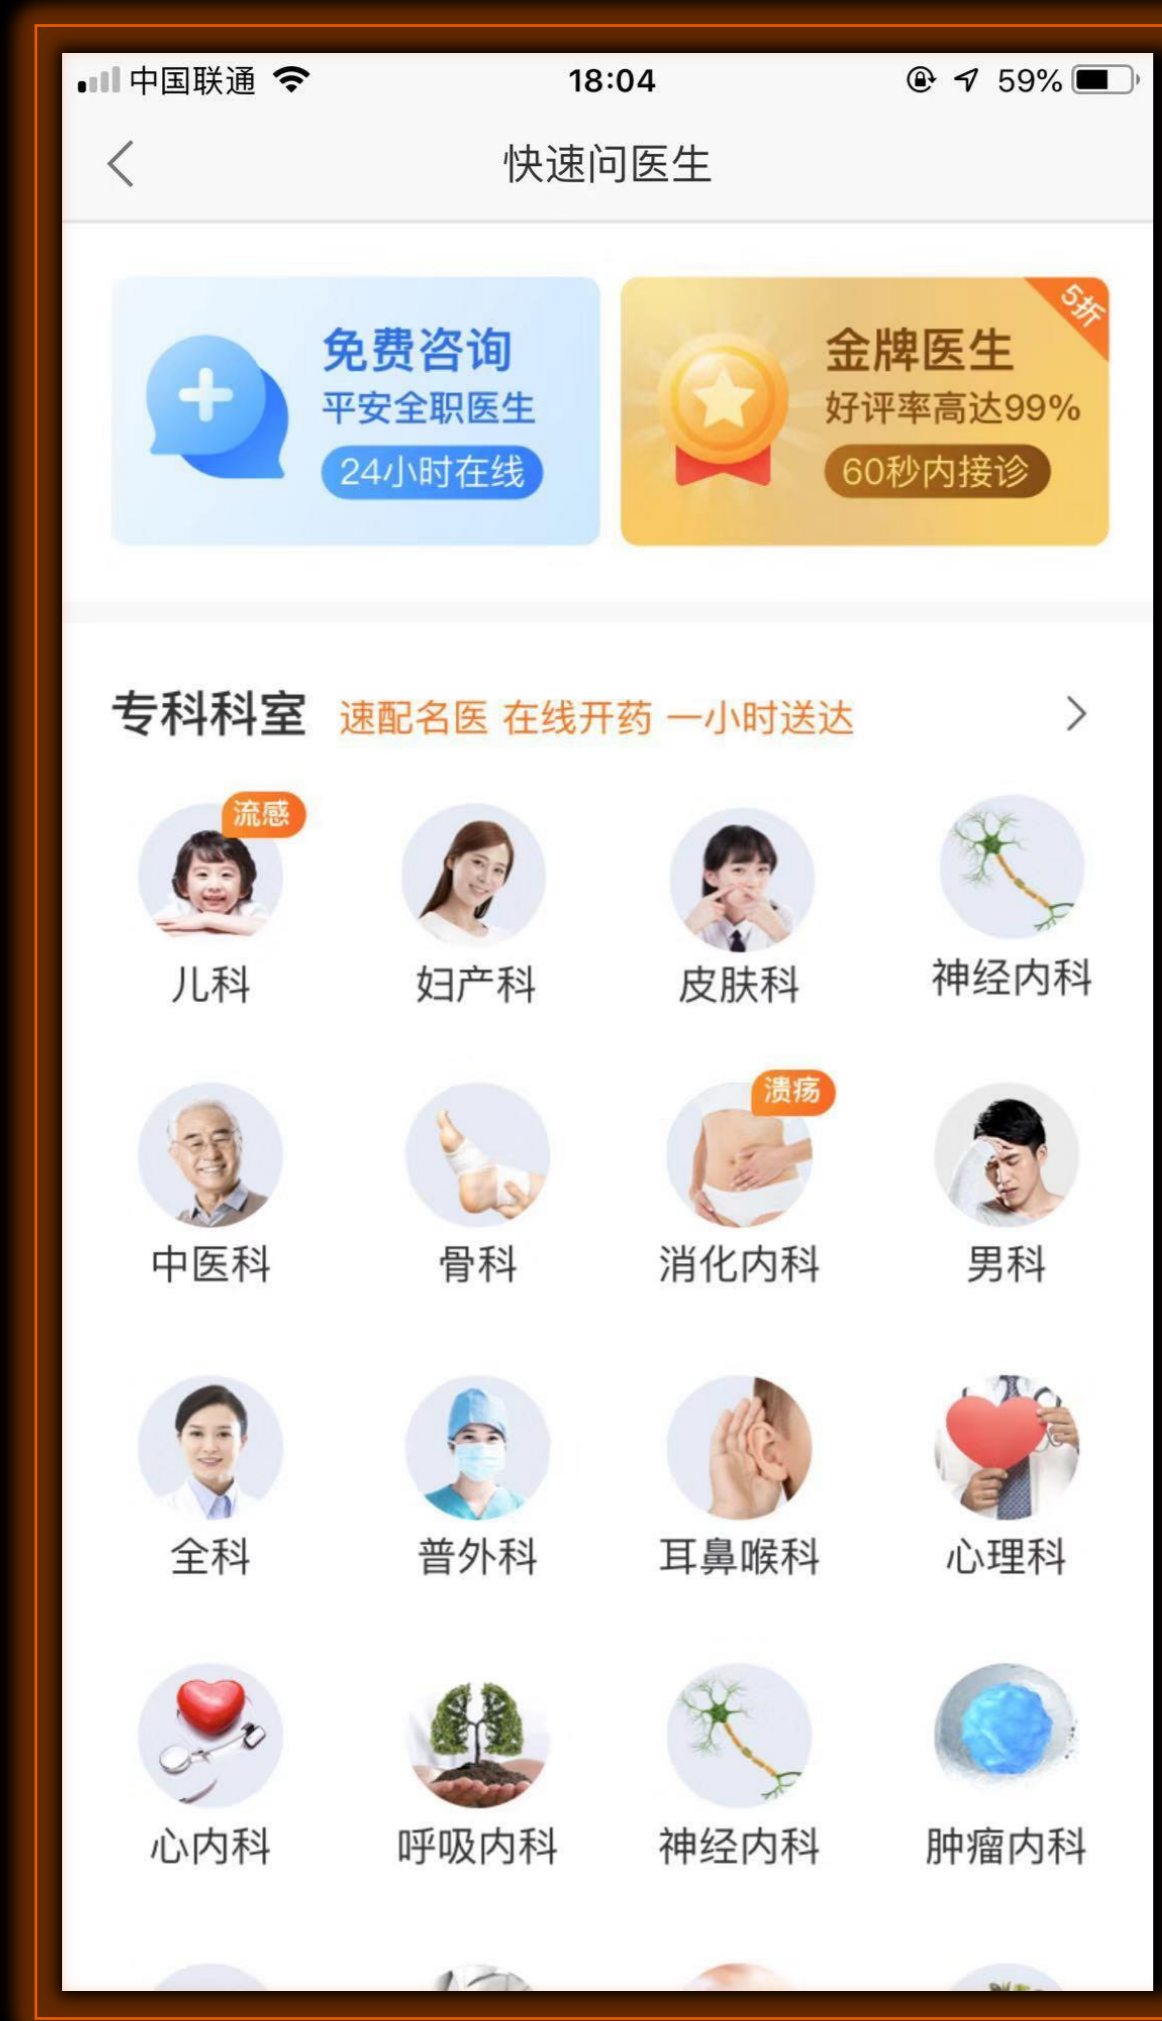 中国联通
18:04
59%
快速问医生
免费咨询
平安全职医生
24小时在线
5折
金牌医生
好评率高达99%
60秒内接诊
专科科室 速配名医 在线开药 一小时送达
流感
儿科 妇产科 皮肤科 神经内科
溃疡
中医科 骨科 消化内科 男科
全科 普外科 耳鼻喉科 心理科
心内科 呼吸内科 神经内科 肿瘤内科